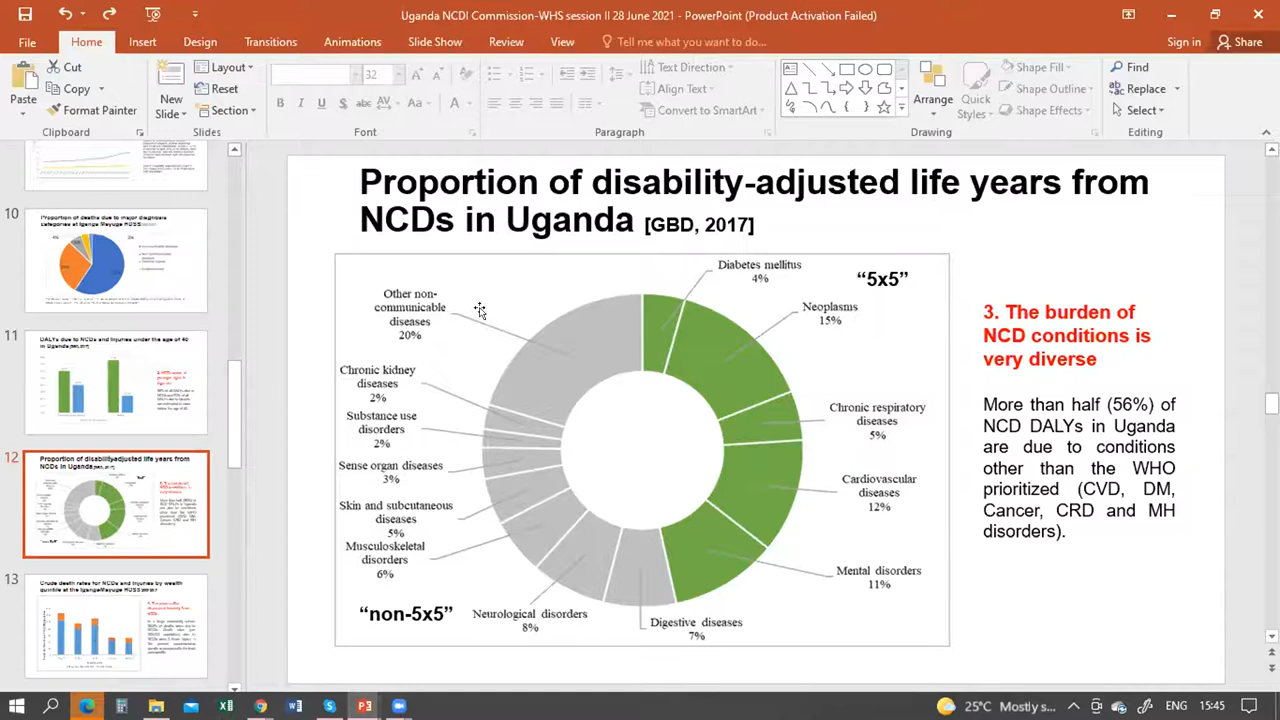 Uganda NCDI Commission-WHS session II 28 June 2021 - PowerPoint (Product Activation Failed)
File Home Insert Design Transitions Animations Slide Show Review View Tell me what you want to do... Sign in Share
Cut
Copy
Format Painter
Paste
Clipboard
New
Slide
Layout
Reset
Section
Slides
32
Font
Text Direction
Align Text
Convert to SmartArt
Paragraph
Arrange
Quick
Styles
Shape Fill
Shape Outline
Shape Effects
Drawing
Find
Replace
Select
Editing
10
Proportion of deaths due to major diagnosis
categories at Iganga Mayuge HDSS
11
DALYs due to NCDs and Injuries under the age of 40
in Uganda
12
Proportion of disability-adjusted life years from
NCDs in Uganda
13
Crude death rates for NCDs and Injuries by wealth
quintile at the Iganga Mayuge HDSS
Proportion of disability-adjusted life years from
NCDs in Uganda [GBD, 2017]
Diabetes mellitus
4%
“5x5”
Neoplasms
15%
Chronic respiratory
diseases
5%
Cardiovascular
diseases
12%
Mental disorders
11%
Digestive diseases
7%
Neurological disorders
8%
“non-5x5”
Musculoskeletal
disorders
6%
Skin and subcutaneous
diseases
5%
Sense organ diseases
3%
Substance use
disorders
2%
Chronic kidney
diseases
2%
Other non-
communicable
diseases
20%
3. The burden of
NCD conditions is
very diverse
More than half (56%) of
NCD DALYs in Uganda
are due to conditions
other than the WHO
prioritized (CVD, DM,
Cancer, CRD and MH
disorders).
25°C Mostly sunny ENG 15:45